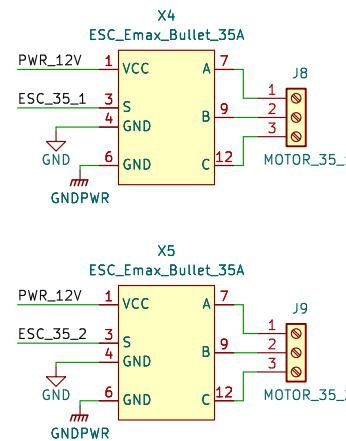 X4
ESC_Emax_Bullet_35A
PWR_12V 1 VCC A 7
J8
ESC_35_1 3 S 1
4 GND B 9 2
3
GND
6 GND C 12 MOTOR_35_
GNDPWR
X5
ESC_Emax_Bullet_35A
PWR_12V 1 VCC A 7
J9
ESC_35_2 3 S 1
4 GND B 9 2
3
GND
6 GND C 12 MOTOR_35_
GNDPWR